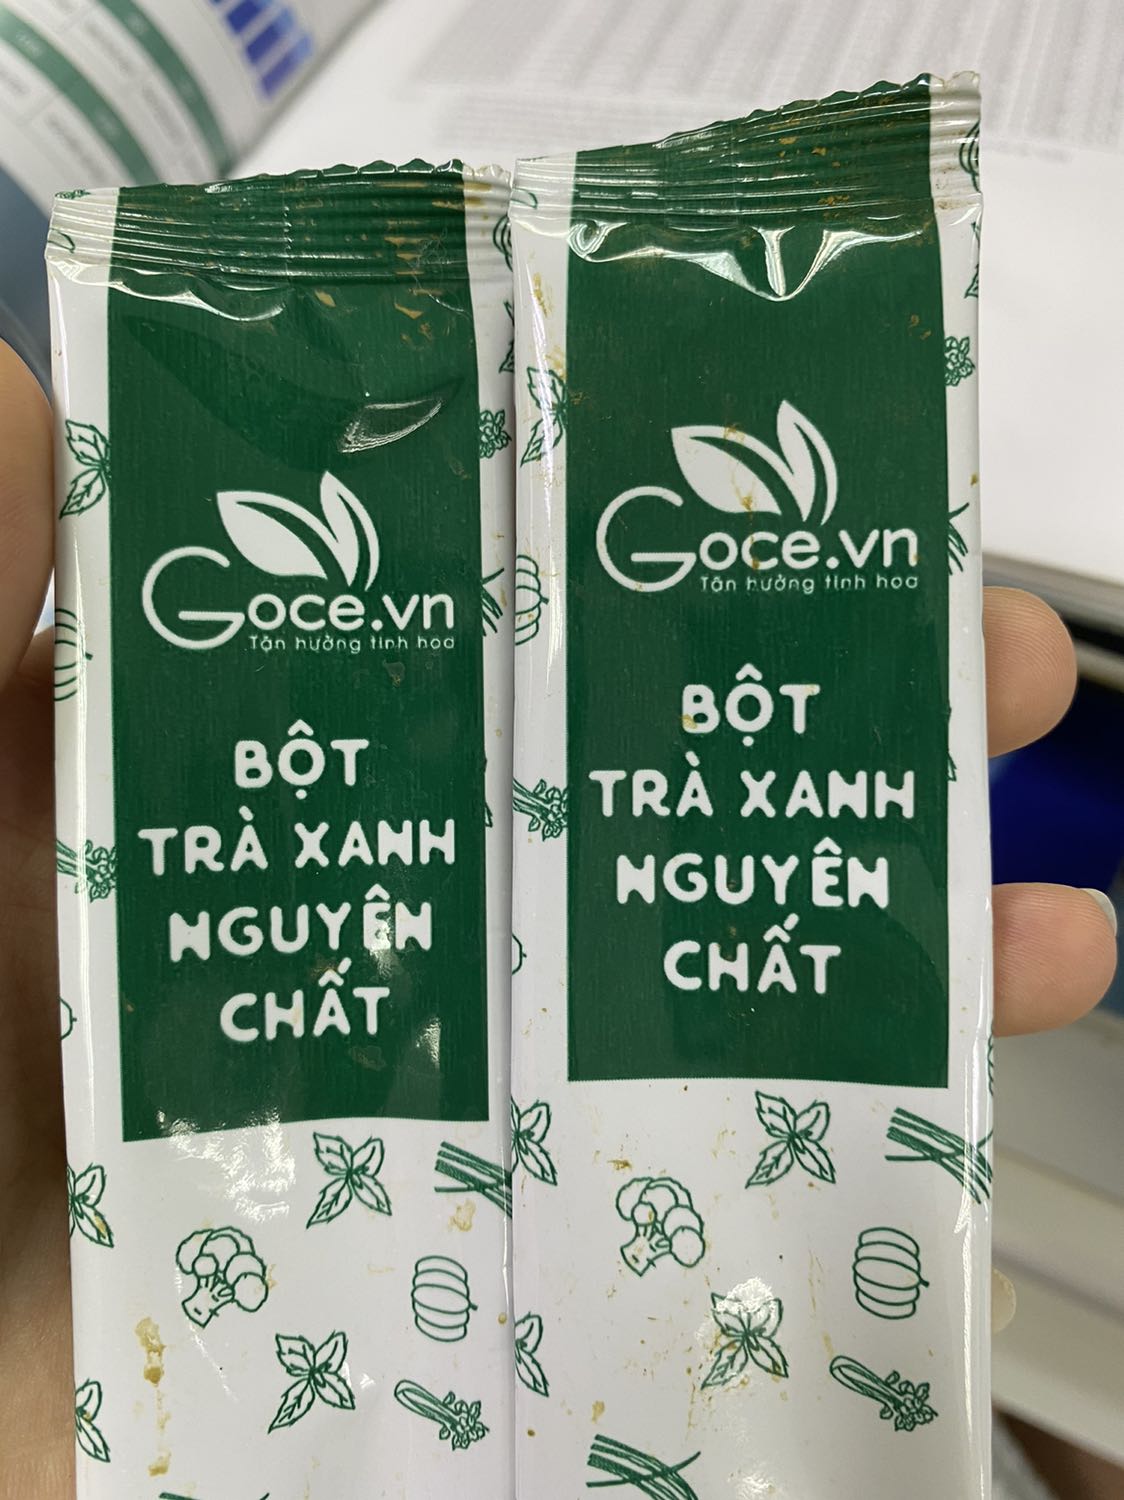 Goce.vn
Tận hưởng tinh hoa
BỘT
TRÀ XANH
NGUYÊN
CHẤT
Goce.vn
Tận hưởng tinh hoa
BỘT
TRÀ XANH
NGUYÊN
CHẤT